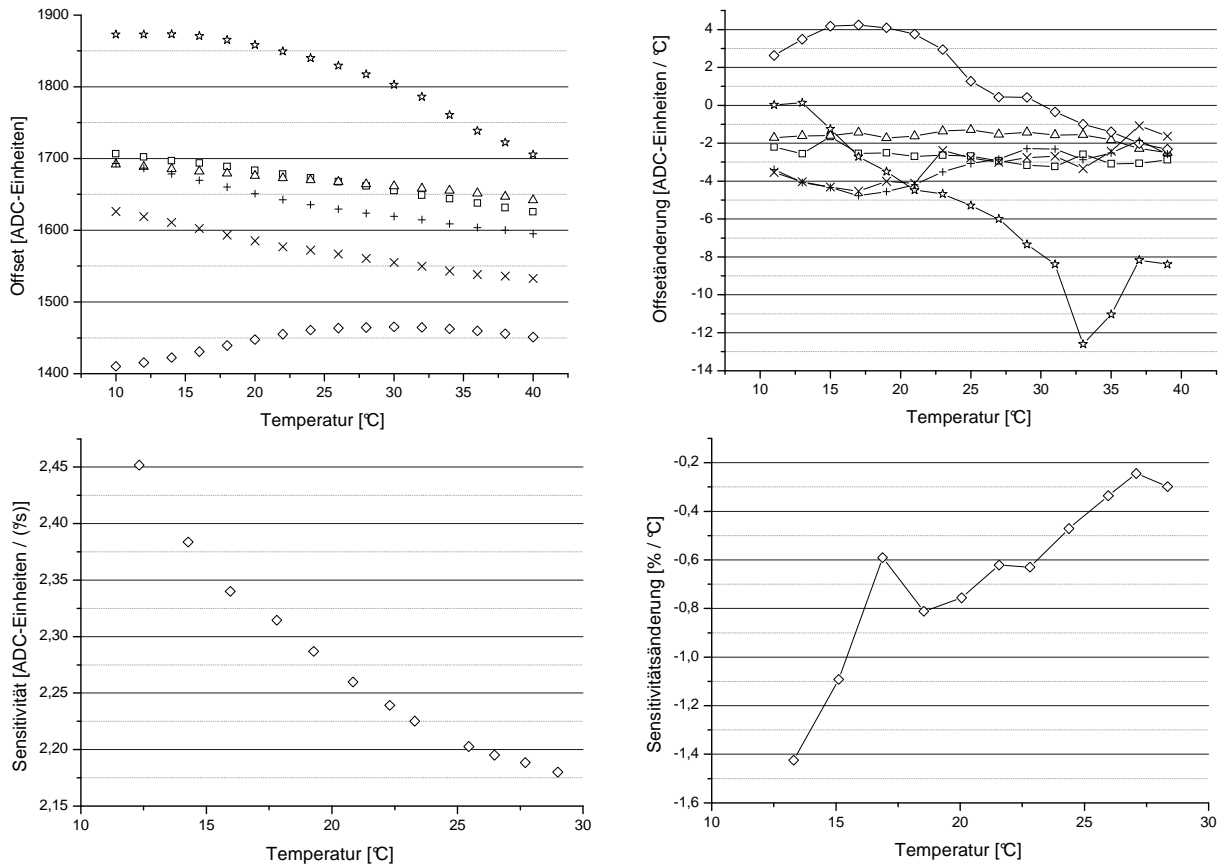 Offset [ADC-Einheiten]
1900
1800
1700
1600
1500
1400
10 15 20 25 30 35 40
Temperatur [°C]
Offsetänderung [ADC-Einheiten / °C]
4
2
0
-2
-4
-6
-8
-10
-12
-14
10 15 20 25 30 35 40
Temperatur [°C]
Sensitivität [ADC-Einheiten / (°/s)]
2,45
2,40
2,35
2,30
2,25
2,20
2,15
10 15 20 25 30
Temperatur [°C]
Sensitivitätsänderung [% / °C]
-0,2
-0,4
-0,6
-0,8
-1,0
-1,2
-1,4
-1,6
10 15 20 25 30
Temperatur [°C]